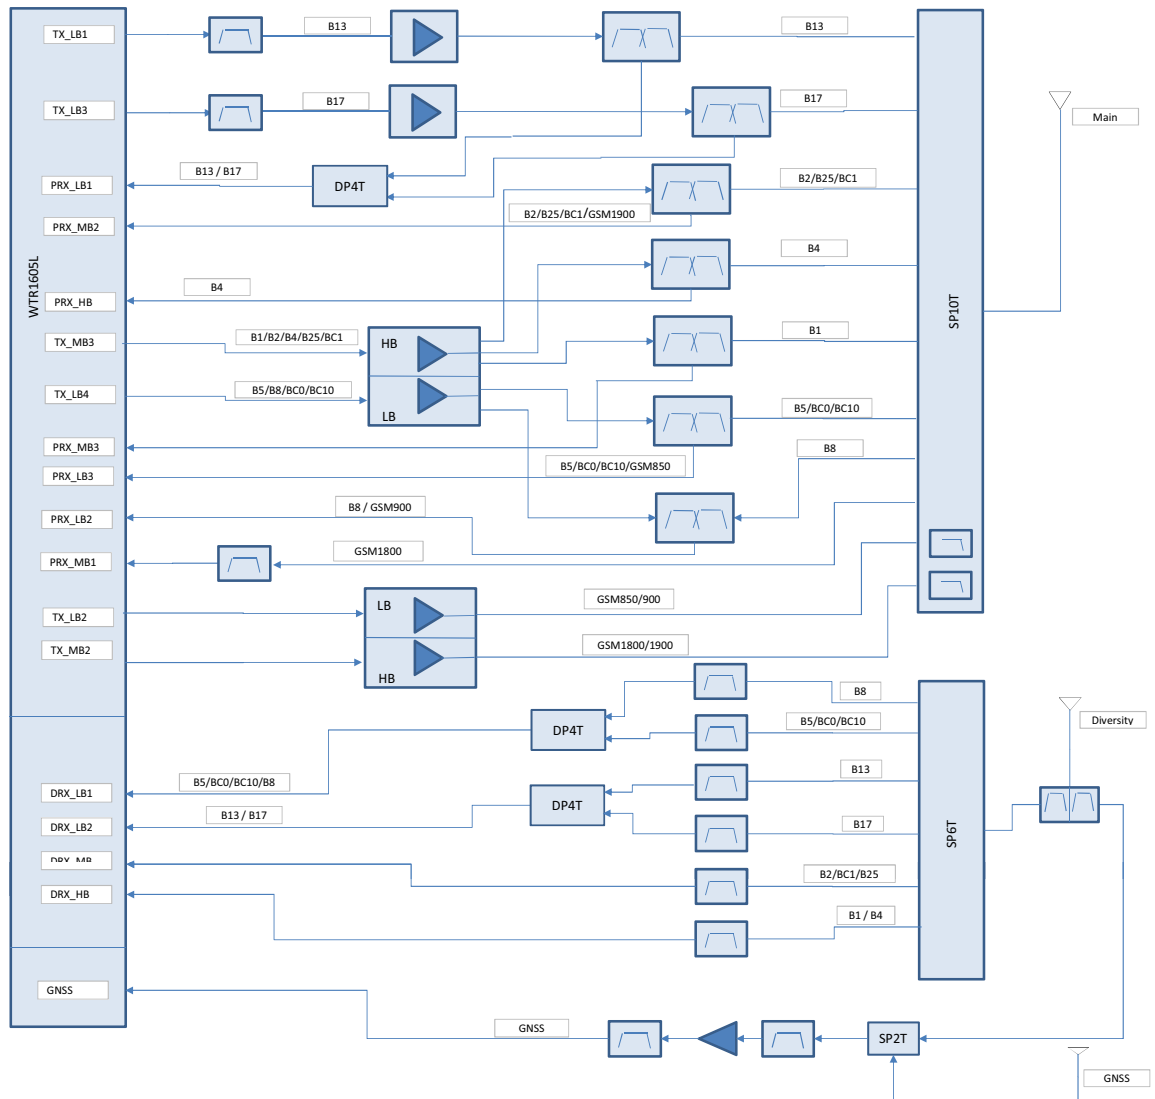 TX_LB1
B13
B13
TX_LB3
B17
B17
Main
PRX_LB1
B13 / B17
DP4T
B2/B25/BC1
PRX_MB2
B2/B25/BC1/GSM1900
B4
WTR1605L
PRX_HB
B4
SP10T
TX_MB3
B1/B2/B4/B25/BC1
HB
B1
TX_LB4
B5/B8/BC0/BC10
LB
B5/BC0/BC10
PRX_MB3
B8
PRX_LB3
B5/BC0/BC10/GSM850
PRX_LB2
B8 / GSM900
PRX_MB1
GSM1800
TX_LB2
LB
GSM850/900
TX_MB2
HB
GSM1800/1900
B8
DP4T
B5/BC0/BC10
Diversity
DRX_LB1
B5/BC0/BC10/B8
B13
DP4T
DRX_LB2
B13 / B17
B17
SP6T
DRX_MB
B2/BC1/B25
DRX_HB
B1 / B4
GNSS
GNSS
SP2T
GNSS